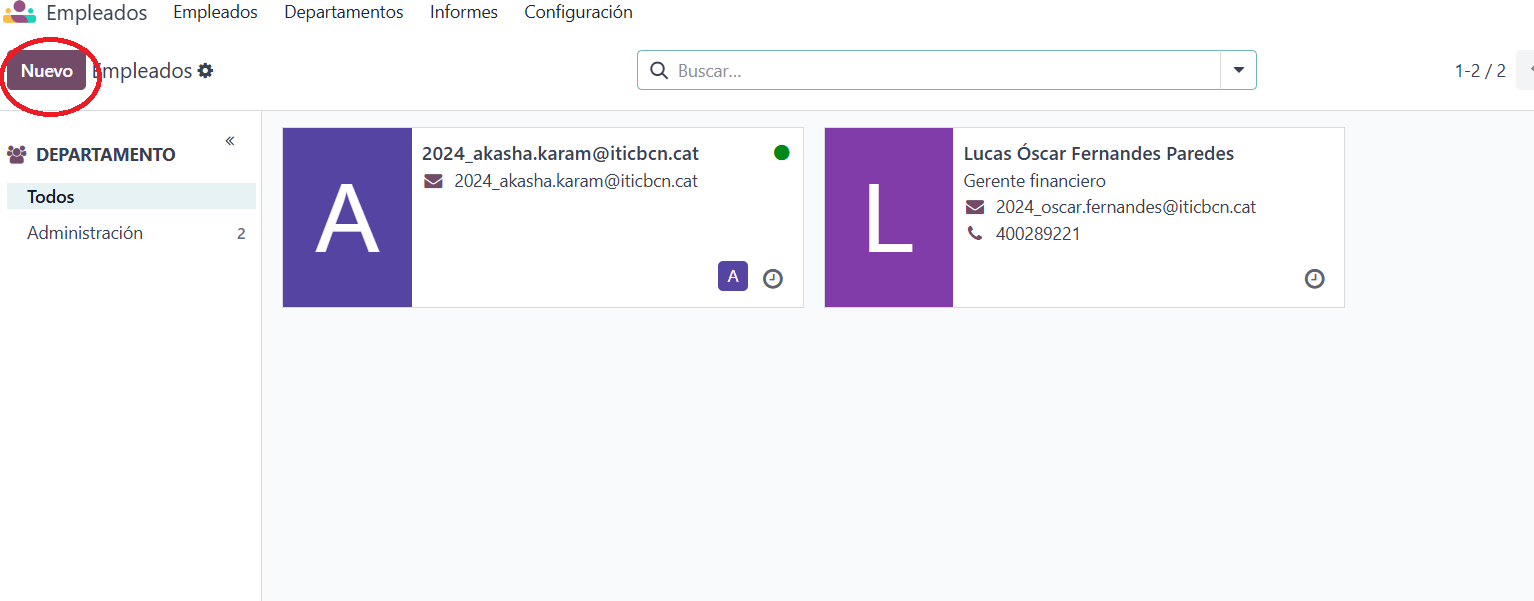 Empleados Empleados Departamentos Informes Configuración
Nuevo Empleados Buscar... 1-2 / 2
DEPARTAMENTO «
Todos
Administración 2
A
2024_akasha.karam@iticbcn.cat
2024_akasha.karam@iticbcn.cat
A
L
Lucas Óscar Fernandes Paredes
Gerente financiero
2024_oscar.fernandes@iticbcn.cat
400289221